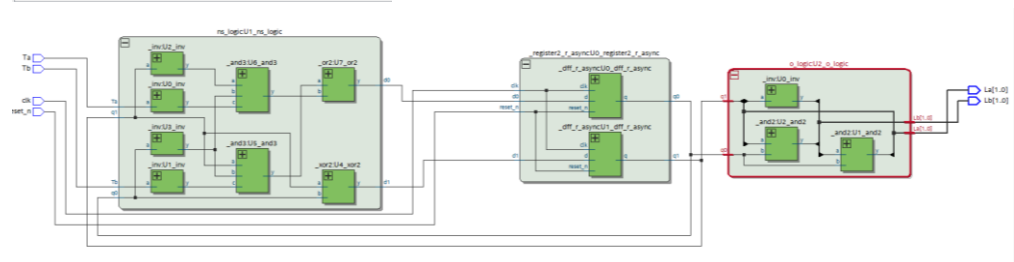 ns_logic:U1_ns_logic
_inv:U2_inv
_and3:U6_and3
_or2:U7_or2
_inv:U0_inv
_inv:U3_inv
_and3:U5_and3
_inv:U1_inv
_xor2:U4_xor2
Ta
Tb
clk
reset_n
Ta
q1
Tb
q0
d0
d1
_register2_r_async:U0_register2_r_async
_dff_r_async:U0_dff_r_async
clk
d
q
reset_n
_dff_r_async:U1_dff_r_async
clk
d
q
reset_n
clk
d0
reset_n
d1
q0
q1
o_logic:U2_o_logic
_inv:U0_inv
_and2:U2_and2
_and2:U1_and2
q1
q0
Lb[1..0]
La[1..0]
La[1..0]
Lb[1..0]